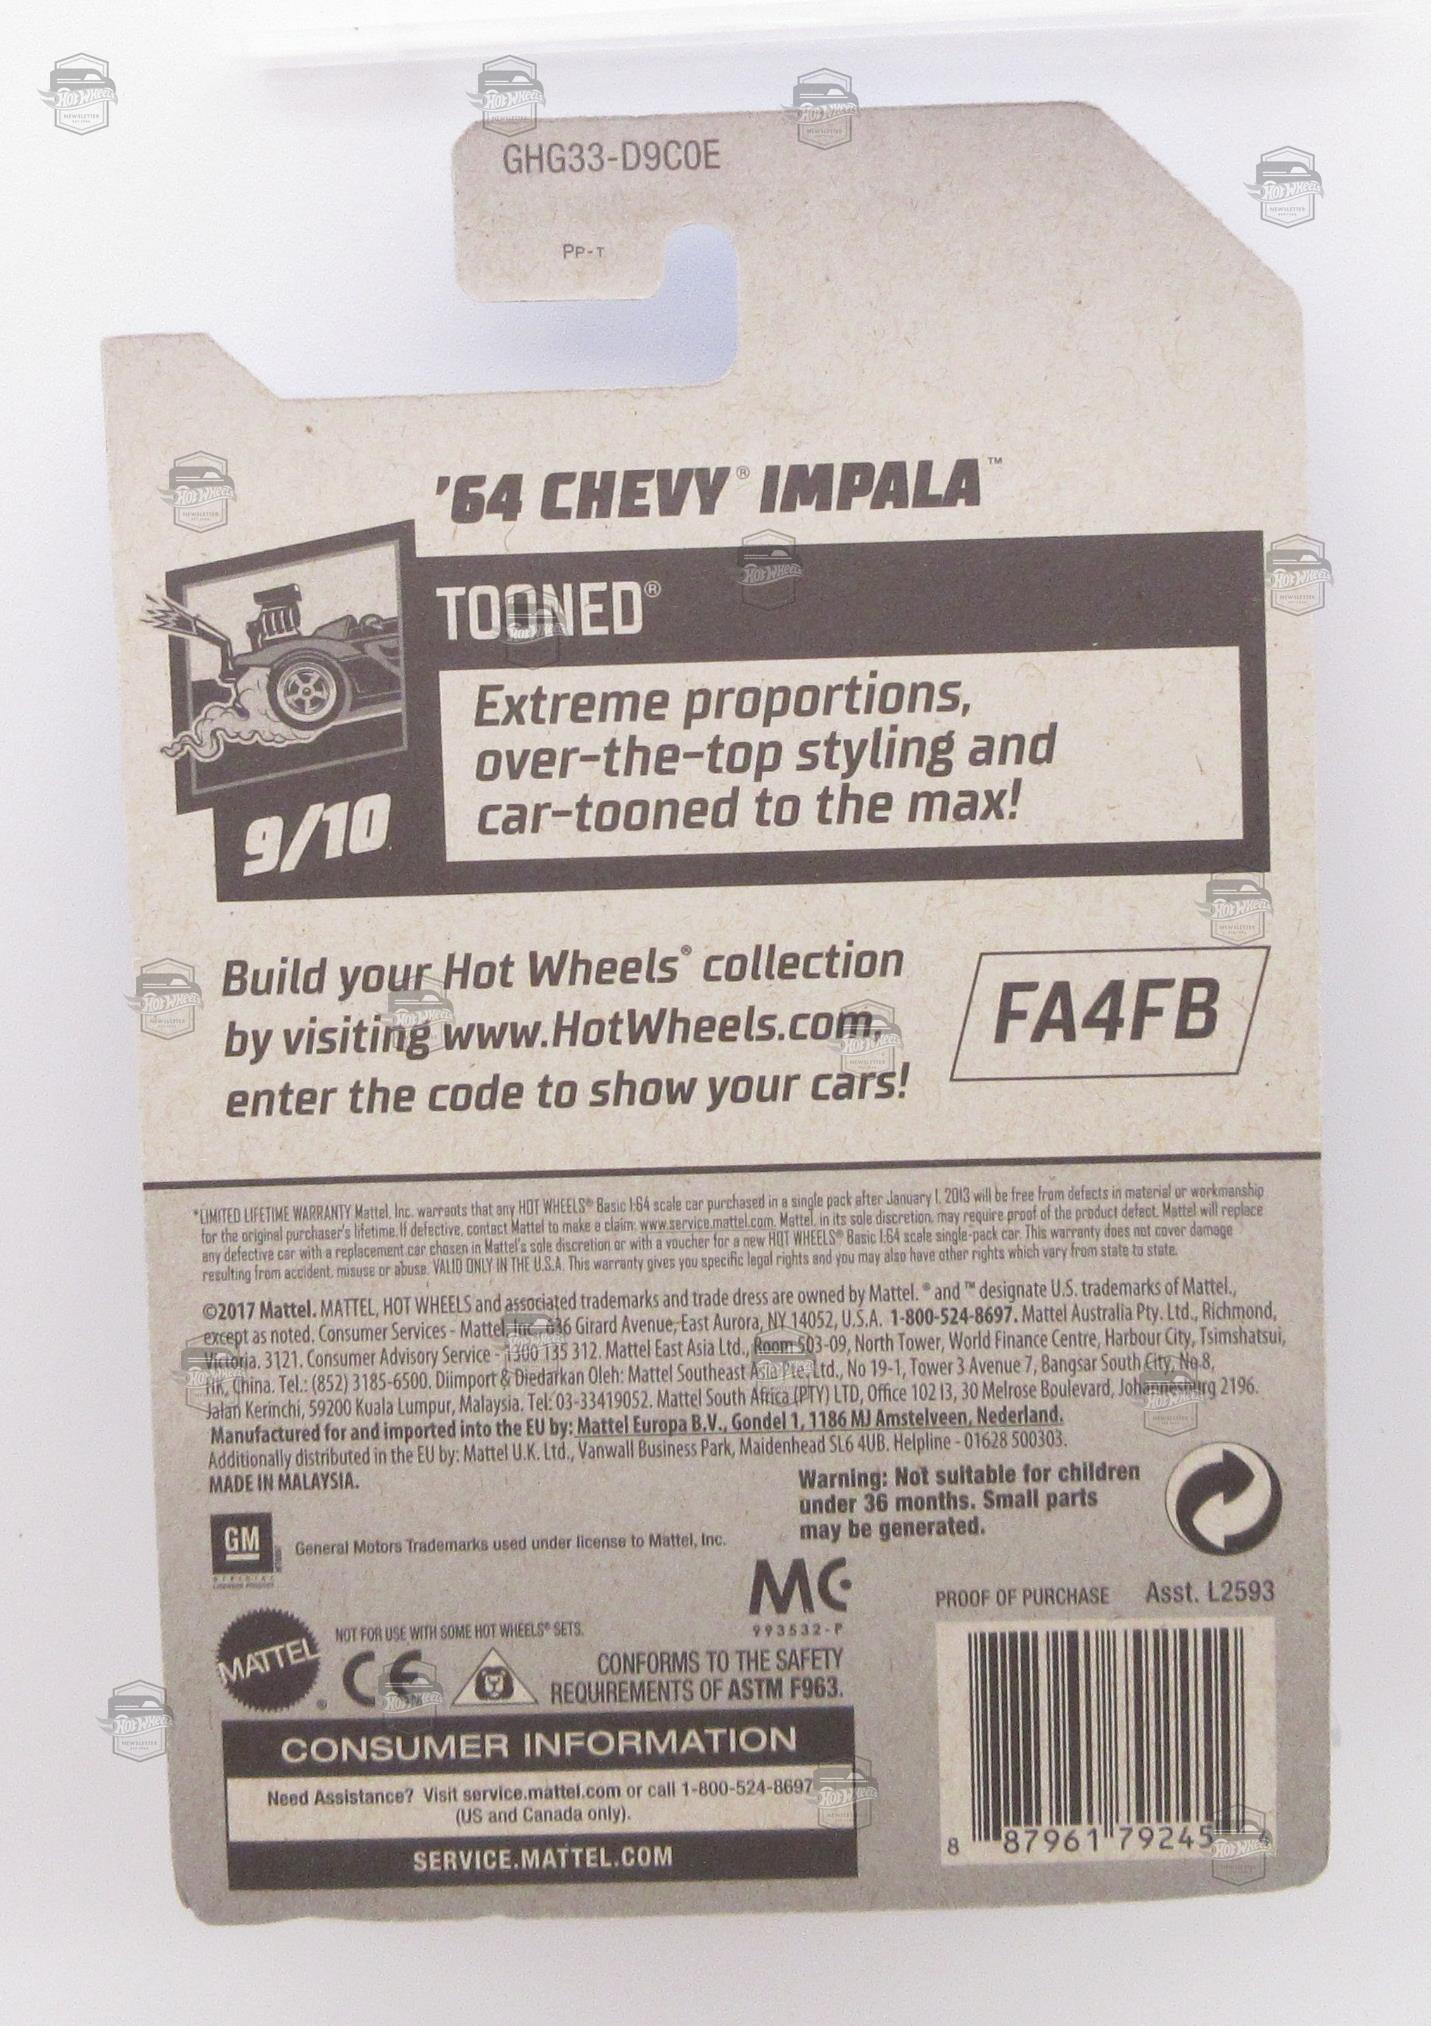 GHG33-D9C0E
PP-T
'64 CHEVY® IMPALA™
TOONED®
Extreme proportions,
over-the-top styling and
car-tooned to the max!
9/10
Build your Hot Wheels® collection
by visiting www.HotWheels.com,
enter the code to show your cars!
FA4FB
*LIMITED LIFETIME WARRANTY Mattel, Inc. warrants that any HOT WHEELS® Basic 1:64 scale car purchased in a single pack after January 1, 2013 will be free from defects in material or workmanship
for the original purchaser's lifetime. If defective, contact Mattel to make a claim: www.service.mattel.com. Mattel, in its sole discretion, may require proof of the product defect. Mattel will replace
any defective car with a replacement car chosen in Mattel's sole discretion or with a voucher for a new HOT WHEELS® Basic 1:64 scale single-pack car. This warranty does not cover damage
resulting from accident, misuse or abuse. VALID ONLY IN THE U.S.A. This warranty gives you specific legal rights and you may also have other rights which vary from state to state.
©2017 Mattel. MATTEL, HOT WHEELS and associated trademarks and trade dress are owned by Mattel. ® and ™ designate U.S. trademarks of Mattel,
except as noted. Consumer Services - Mattel, Inc. 636 Girard Avenue, East Aurora, NY 14052, U.S.A. 1-800-524-8697. Mattel Australia Pty. Ltd., Richmond,
Victoria. 3121. Consumer Advisory Service - 1300 135 312. Mattel East Asia Ltd., Room 503-09, North Tower, World Finance Centre, Harbour City, Tsimshatsui,
HK, China. Tel.: (852) 3185-6500. Diimport & Diedarkan Oleh: Mattel Southeast Asia Pte. Ltd., No 19-1, Tower 3 Avenue 7, Bangsar South City, No 8,
Jalan Kerinchi, 59200 Kuala Lumpur, Malaysia. Tel: 03-33419052. Mattel South Africa (PTY) LTD, Office 102 I3, 30 Melrose Boulevard, Johannesburg 2196.
Manufactured for and imported into the EU by: Mattel Europa B.V., Gondel 1, 1186 MJ Amstelveen, Nederland.
Additionally distributed in the EU by: Mattel U.K. Ltd., Vanwall Business Park, Maidenhead SL6 4UB. Helpline - 01628 500303.
MADE IN MALAYSIA.
Warning: Not suitable for children
under 36 months. Small parts
may be generated.
GM
OFFICIAL
LICENSED PRODUCT
General Motors Trademarks used under license to Mattel, Inc.
MC
993532-P
PROOF OF PURCHASE Asst. L2593
MATTEL®
NOT FOR USE WITH SOME HOT WHEELS® SETS.
CE
CONFORMS TO THE SAFETY
REQUIREMENTS OF ASTM F963.
CONSUMER INFORMATION
Need Assistance? Visit service.mattel.com or call 1-800-524-8697
(US and Canada only).
SERVICE.MATTEL.COM
8 87961 79245 4
HOT WHEELS
NEWSLETTER